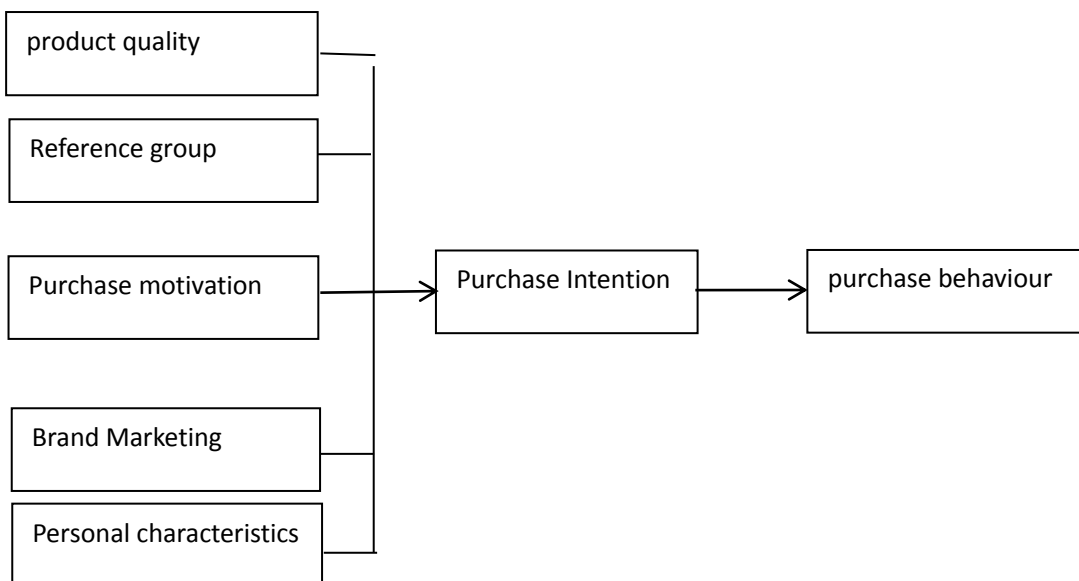 product quality
Reference group
Purchase motivation
Purchase Intention
purchase behaviour
Brand Marketing
Personal characteristics